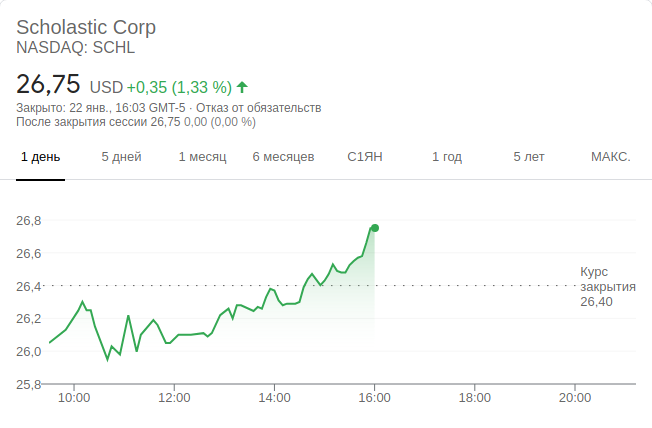 Scholastic Corp
NASDAQ: SCHL
26,75 USD +0,35 (1,33 %)
Закрыто: 22 янв., 16:03 GMT-5 · Отказ от обязательств
После закрытия сессии 26,75 0,00 (0,00 %)
1 день 5 дней 1 месяц 6 месяцев С1ЯН 1 год 5 лет МАКС.
26,8
26,6
26,4
26,2
26,0
25,8
Курс
закрытия
26,40
10:00 12:00 14:00 16:00 18:00 20:00